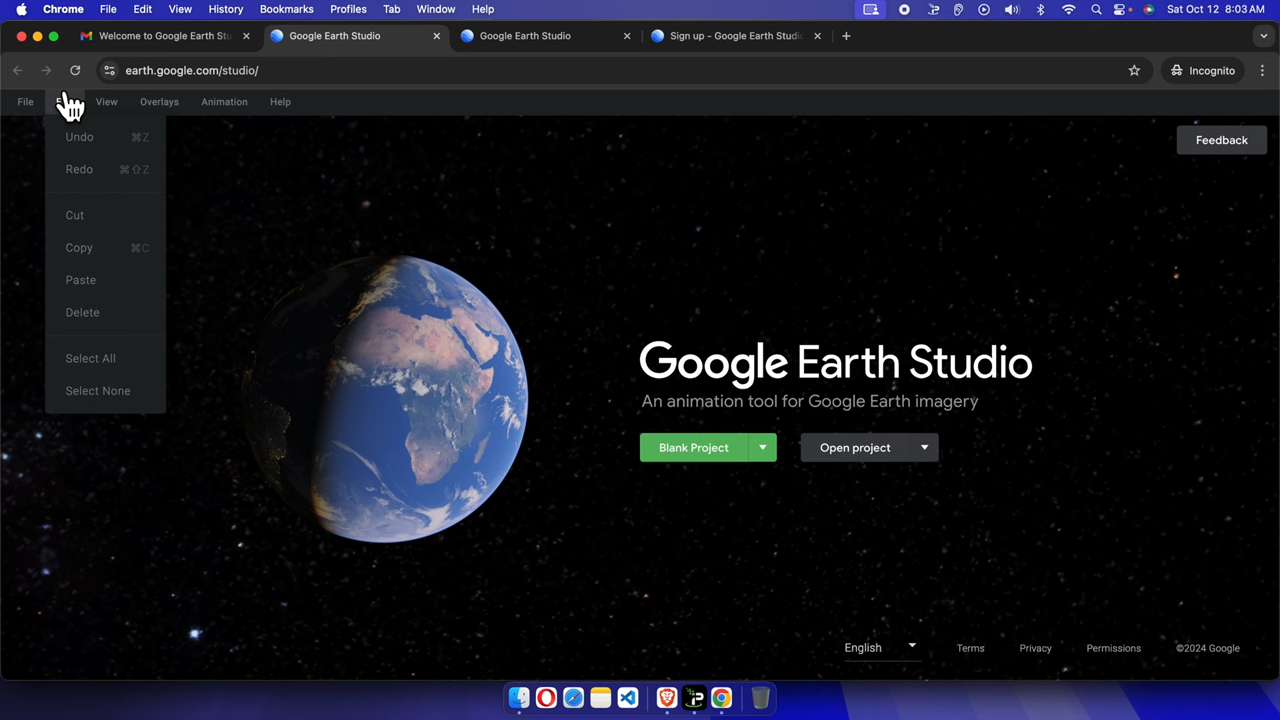 Chrome File Edit View History Bookmarks Profiles Tab Window Help Sat Oct 12 8:03 AM
Welcome to Google Earth Stu Google Earth Studio Google Earth Studio Sign up - Google Earth Studio
earth.google.com/studio/ Incognito
File View Overlays Animation Help
Undo ⌘Z
Redo ⌘⇧Z
Cut
Copy ⌘C
Paste
Delete
Select All
Select None
Feedback
Google Earth Studio
An animation tool for Google Earth imagery
Blank Project Open project
English Terms Privacy Permissions ©2024 Google